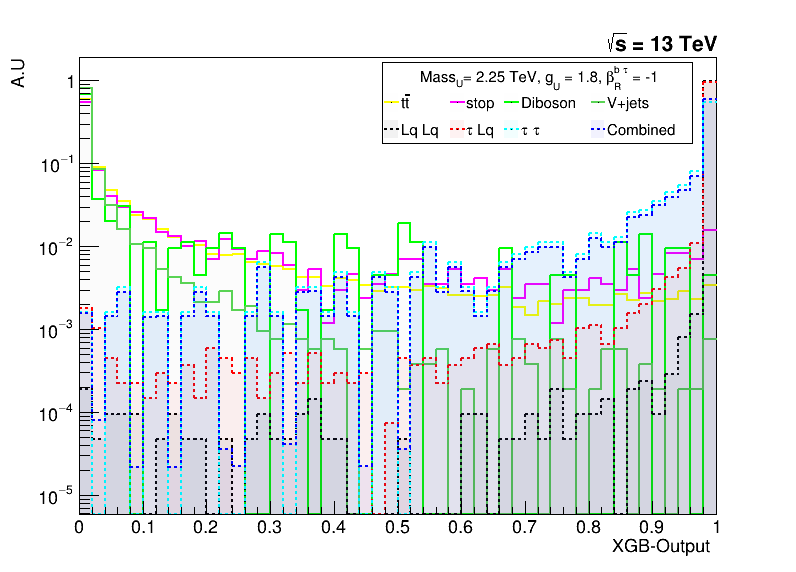 √s = 13 TeV
A.U
Mass_U= 2.25 TeV, g_U = 1.8, β_R^{b τ}= -1
tt̄ stop Diboson V+jets
Lq Lq τ Lq τ τ Combined
1
10^{−1}
10^{−2}
10^{−3}
10^{−4}
10^{−5}
0 0.1 0.2 0.3 0.4 0.5 0.6 0.7 0.8 0.9 1
XGB-Output